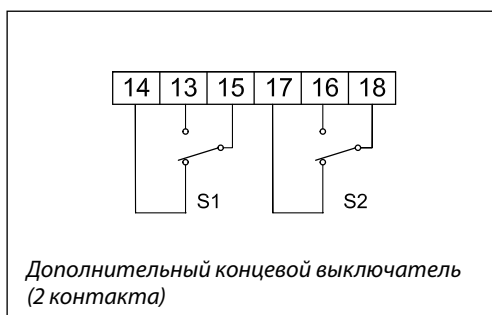 14 13 15 17 16 18
S1 S2
Дополнительный концевой выключатель
(2 контакта)